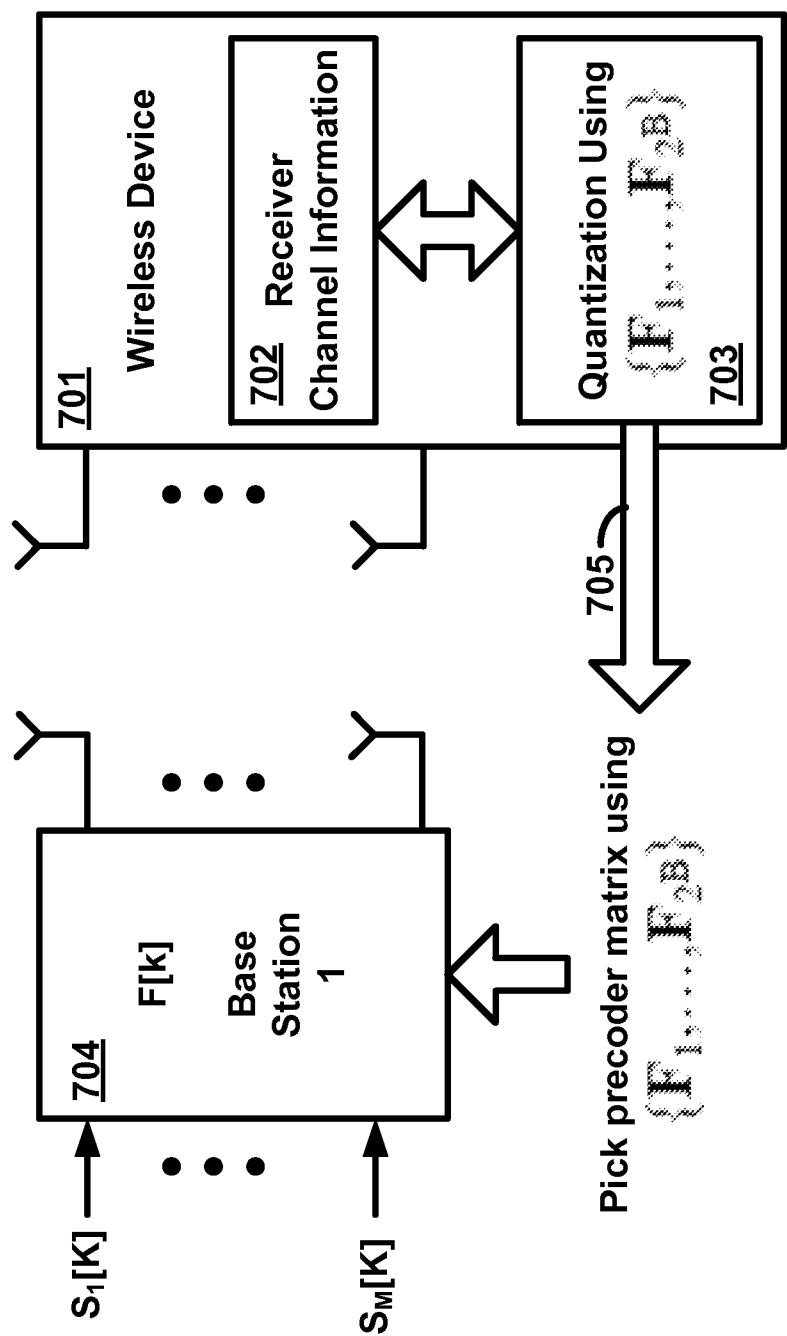 S1[K]
SM[K]
704
F[k]
Base
Station
1
Pick precoder matrix using
{F1,...,F2B}
705
701
Wireless Device
702
Receiver
Channel Information
Quantization Using
{F1,...,F2B}
703